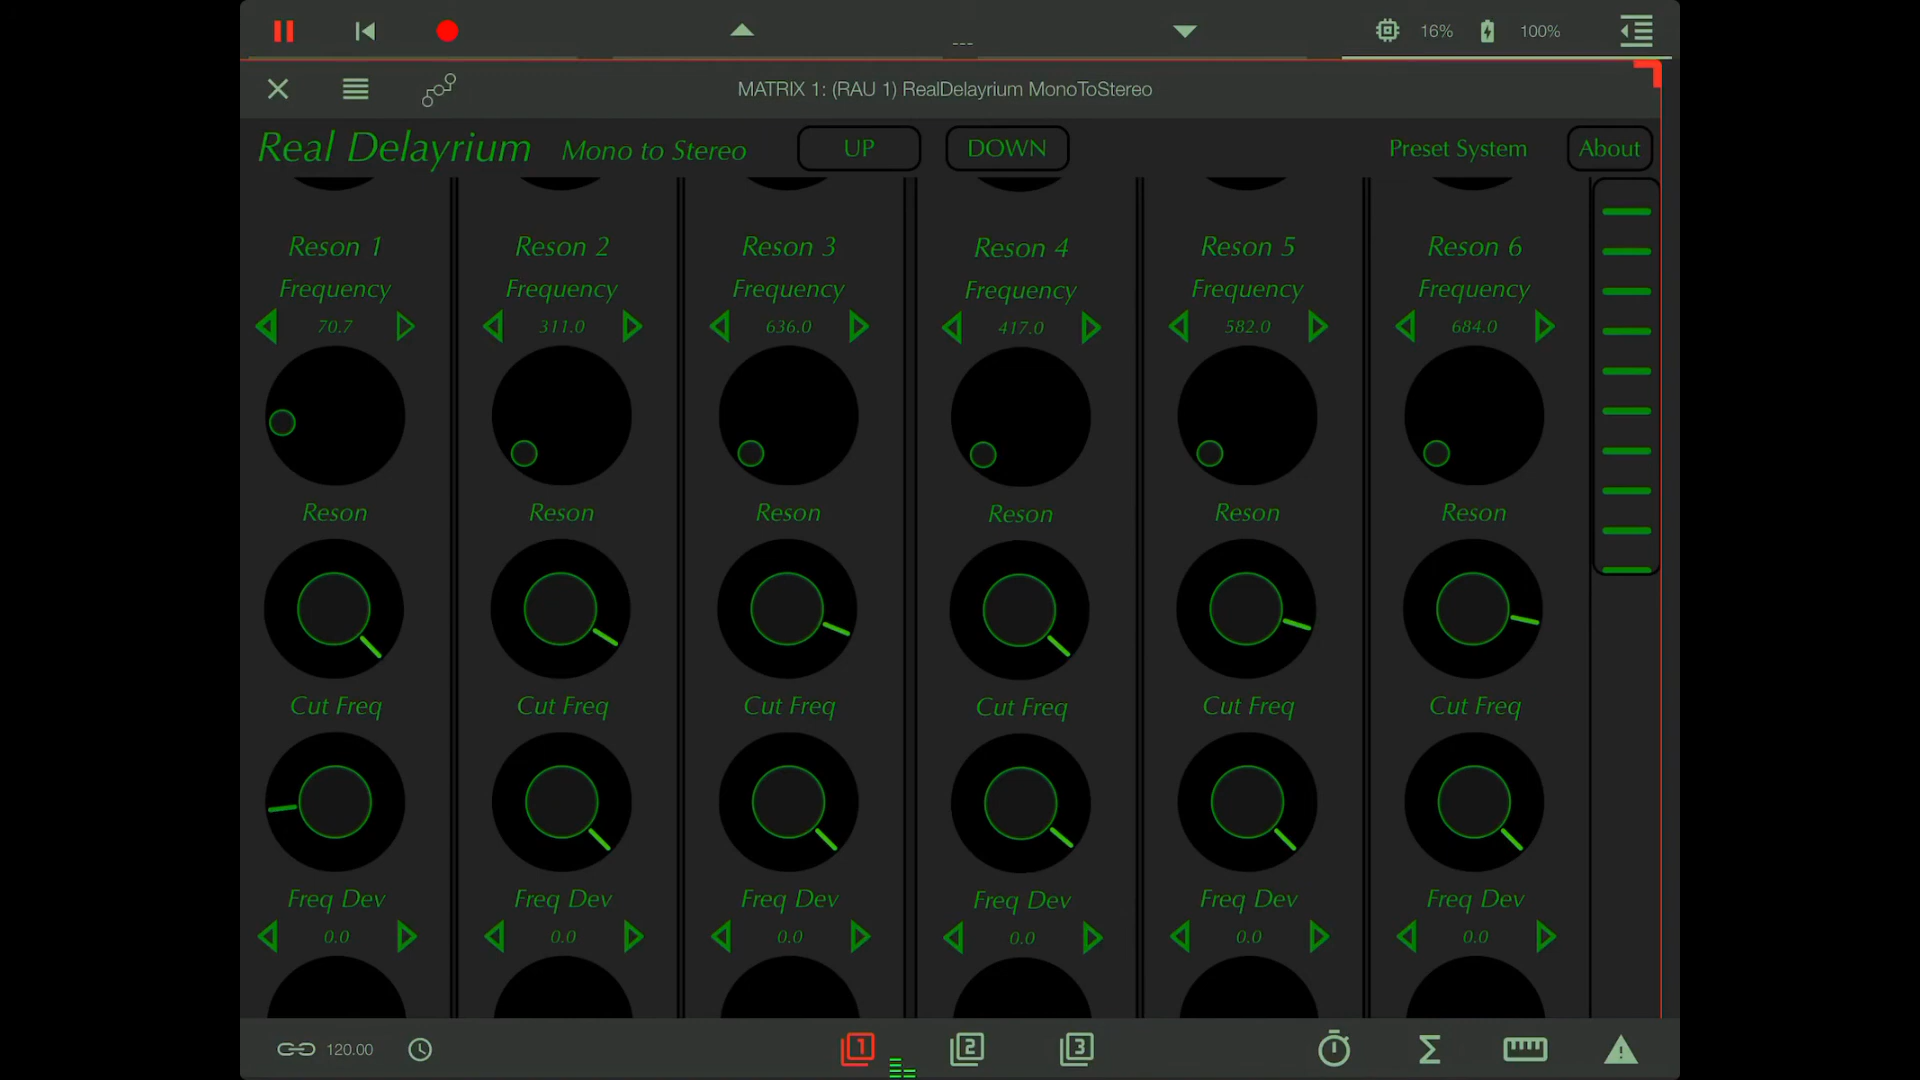 --- 16% 100%
MATRIX 1: (RAU 1) RealDelayrium MonoToStereo
Real Delayrium Mono to Stereo UP DOWN Preset System About
Reson 1 Reson 2 Reson 3 Reson 4 Reson 5 Reson 6
Frequency Frequency Frequency Frequency Frequency Frequency
70.7 311.0 636.0 417.0 582.0 684.0
Reson Reson Reson Reson Reson Reson
Cut Freq Cut Freq Cut Freq Cut Freq Cut Freq Cut Freq
Freq Dev Freq Dev Freq Dev Freq Dev Freq Dev Freq Dev
0.0 0.0 0.0 0.0 0.0 0.0
120.00 1 2 3 Σ